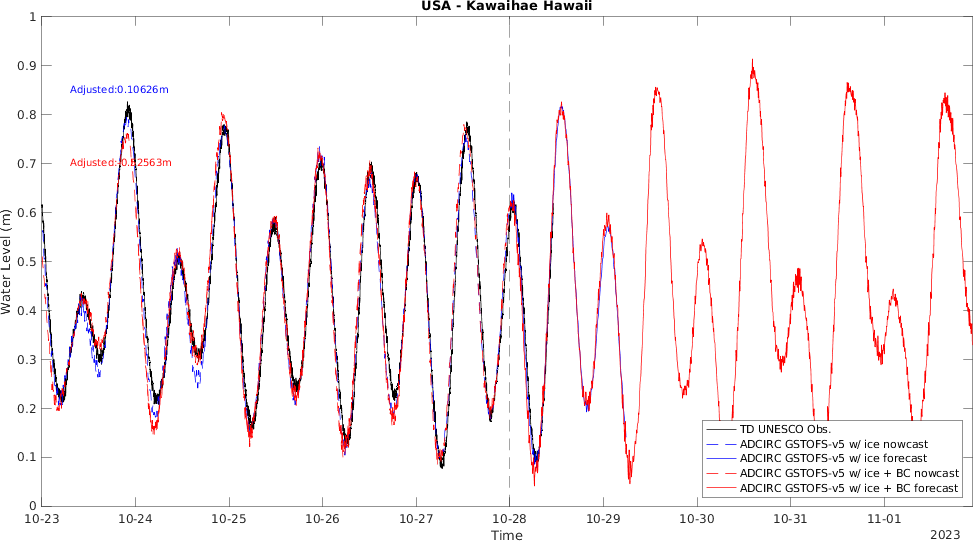 USA - Kawaihae Hawaii
1
0.9
Adjusted:0.10626m
0.8
0.7
0.6
Water Level (m)
0.5
0.4
0.3
0.2
0.1
0
TD UNESCO Obs.
ADCIRC GSTOFS-v5 w/ ice nowcast
ADCIRC GSTOFS-v5 w/ ice forecast
ADCIRC GSTOFS-v5 w/ ice + BC nowcast
ADCIRC GSTOFS-v5 w/ ice + BC forecast
10-23 10-24 10-25 10-26 10-27 10-28 10-29 10-30 10-31 11-01
Time
2023